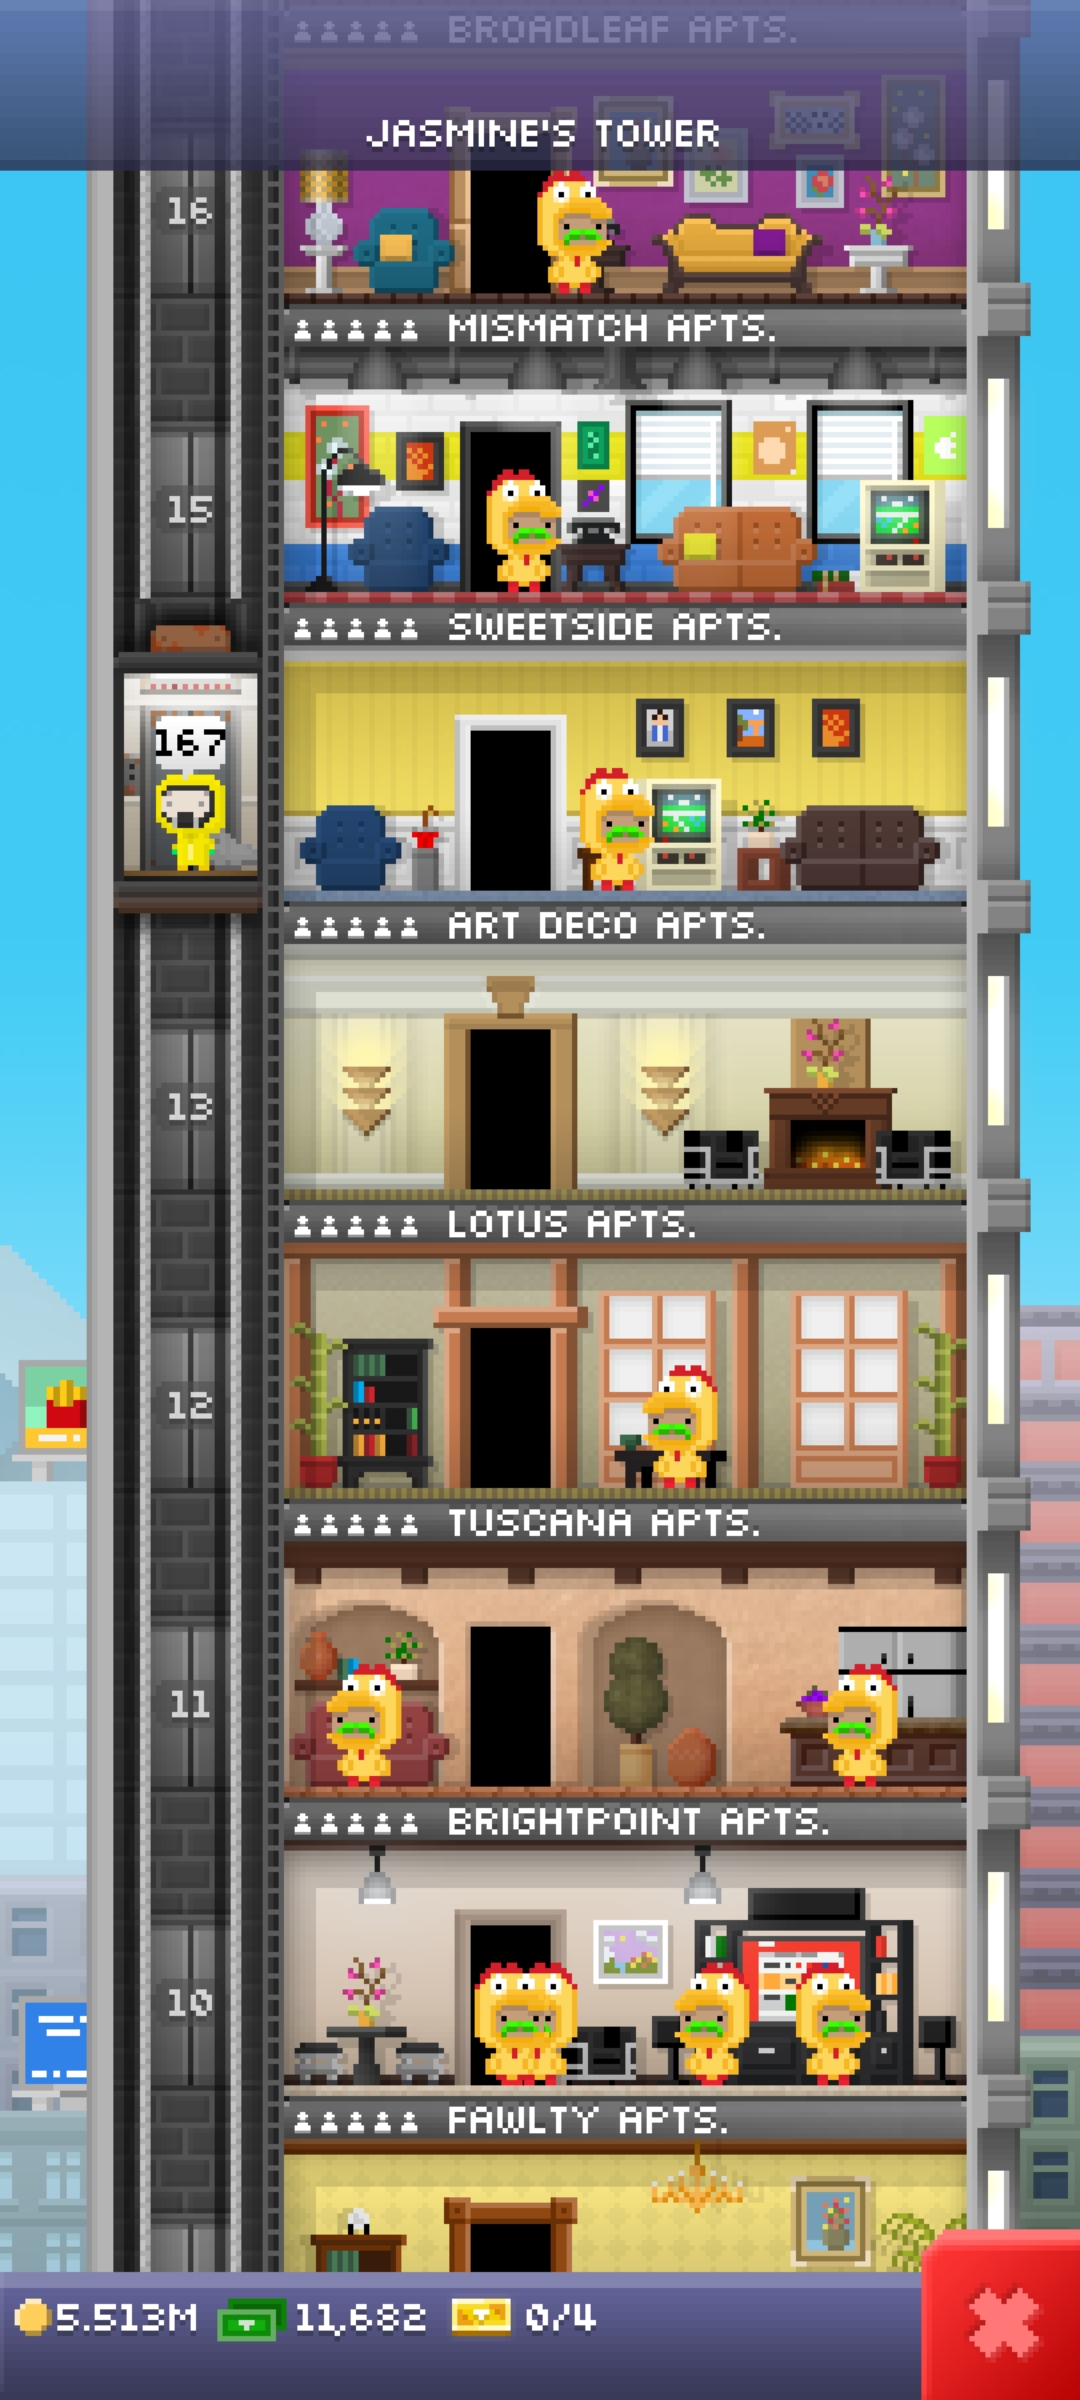 BROADLEAF APTS.
JASMINE'S TOWER
16
MISMATCH APTS.
15
SWEETSIDE APTS.
167
ART DECO APTS.
13
LOTUS APTS.
12
TUSCANA APTS.
11
BRIGHTPOINT APTS.
10
FAWLTY APTS.
5.513M 11,682 0/4